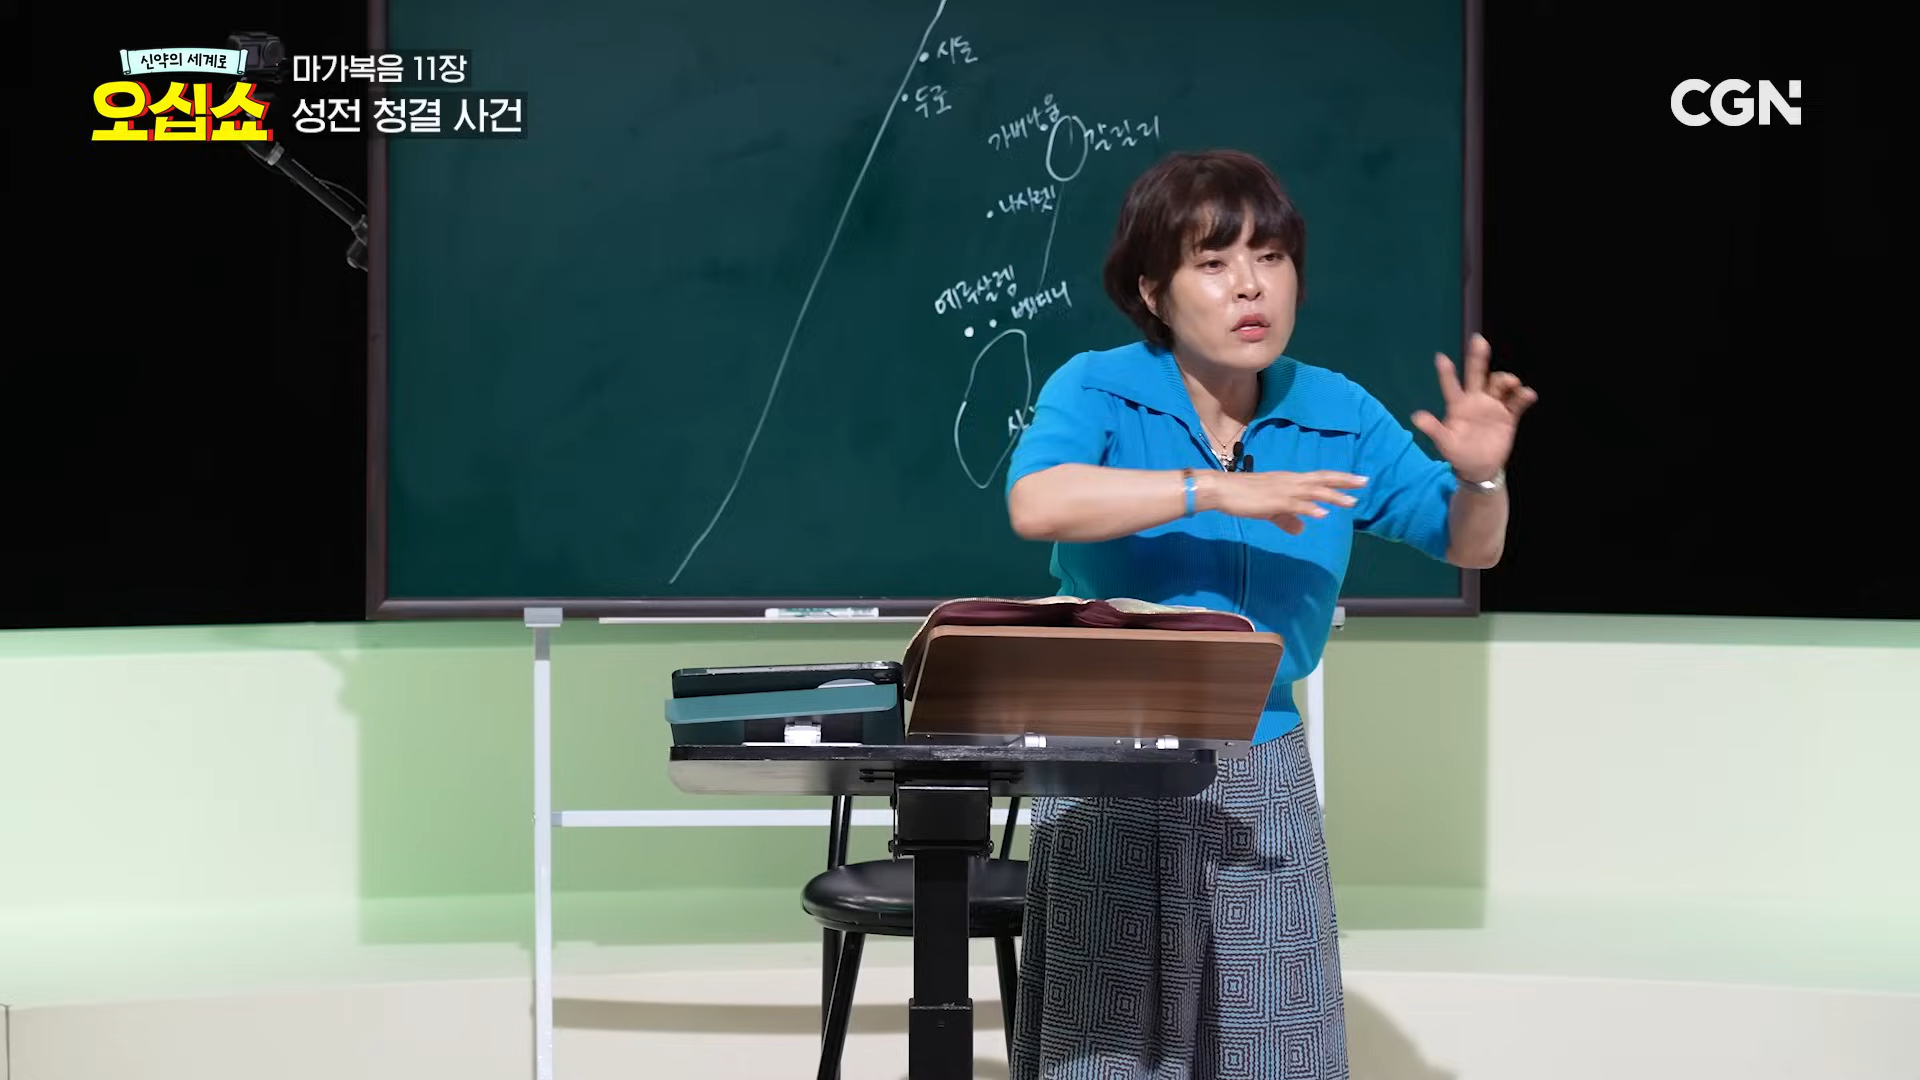 신약의 세계로
오십쇼
마가복음 11장
성전 청결 사건
CGN
시돈
두로
가버나움
갈릴리
나사렛
예루살렘
벳다니